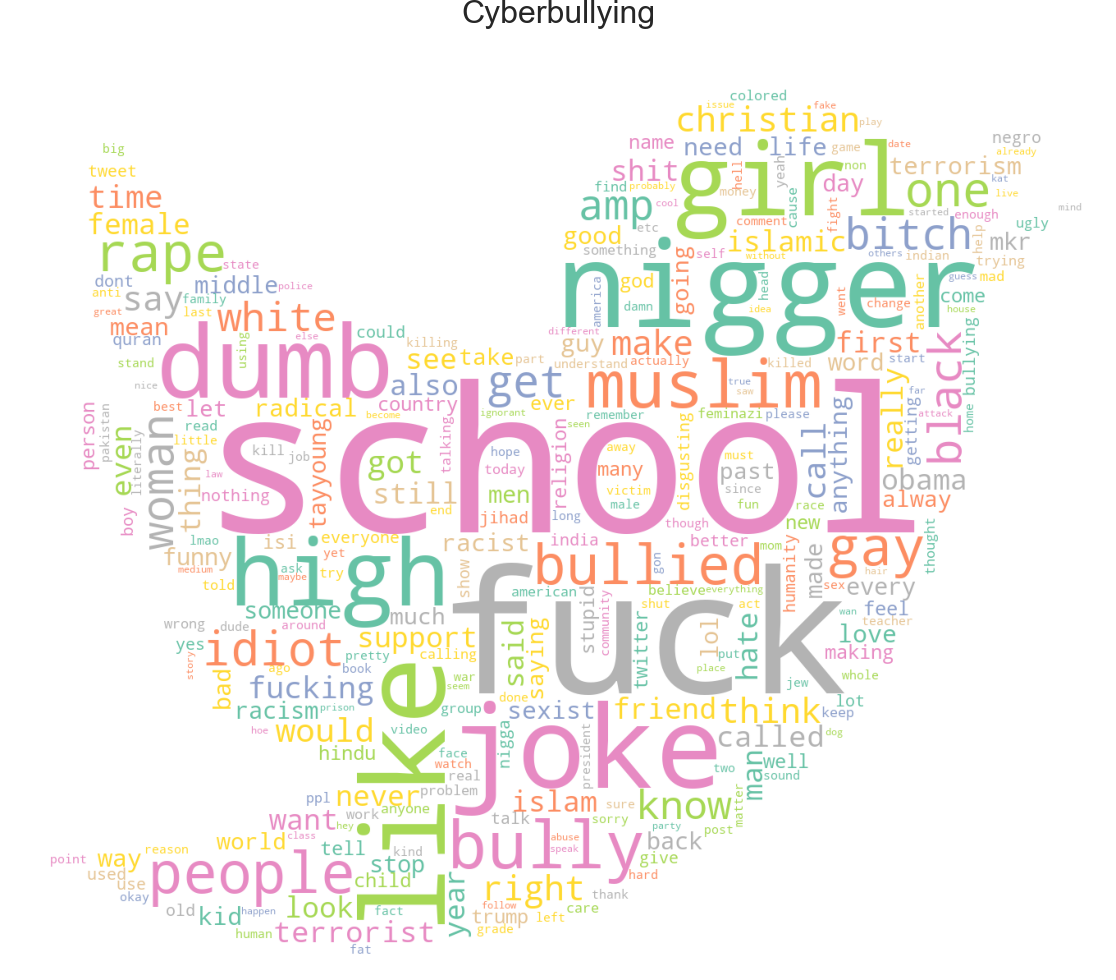 Cyberbullying
colored
issue
fake
christian
play
big
name
need
life
game
date
negro
already
tweet
shit
hell
yeah
non
terrorism
kat
time
find
probably
money
day
girl
one
live
female
amp
cool
etc
comment
cause
fight
started
enough
mind
ugly
rape
good
something
self
islamic
without
bitch
others
indian
help
mkr
trying
state
dont
middle
police
anti
family
say
great
last
god
going
america
damn
head
idea
nigger
guess
mad
went
change
another
come
house
mean
white
else
could
different
quran
using
killing
guy
make
first
stand
dumb
see
take
part
understand
actually
killed
word
start
black
bullying
nice
also
get
muslim
true
saw
far
best
let
radical
country
become
ignorant
ever
remember
feminazi
please
really
getting
attack
home
person
pakistan
literally
even
read
little
tayyoung
talking
seen
religion
away
disgusting
must
call
anything
woman
thing
kill
job
got
hope
today
many
past
obama
law
nothing
school
still
men
victim
male
since
fun
race
alway
boy
end
jihad
long
though
new
lmao
isi
everyone
racist
india
better
mom
gay
thought
funny
yet
high
bullied
gon
humanity
made
hair
medium
ask
maybe
try
show
american
believe
everything
sex
every
told
someone
much
fuck
stupid
community
shut
act
wan
feel
teacher
wrong
dude
around
support
said
saying
twitter
lol
hate
love
yes
idiot
pretty
calling
put
making
story
ago
book
war
place
whole
bad
fucking
prison
like
seem
done
jew
racism
group
sexist
friend
think
lot
keep
hoe
would
video
nigga
joke
president
called
dog
hindu
face
watch
man
well
real
two
sound
ppl
never
problem
islam
sure
know
matter
want
work
anyone
talk
sorry
party
post
class
hey
world
tell
kind
bully
abuse
speak
back
point
way
reason
stop
give
used
people
child
year
right
hard
use
okay
thank
old
kid
happen
look
fact
follow
trump
left
care
human
terrorist
grade
fat